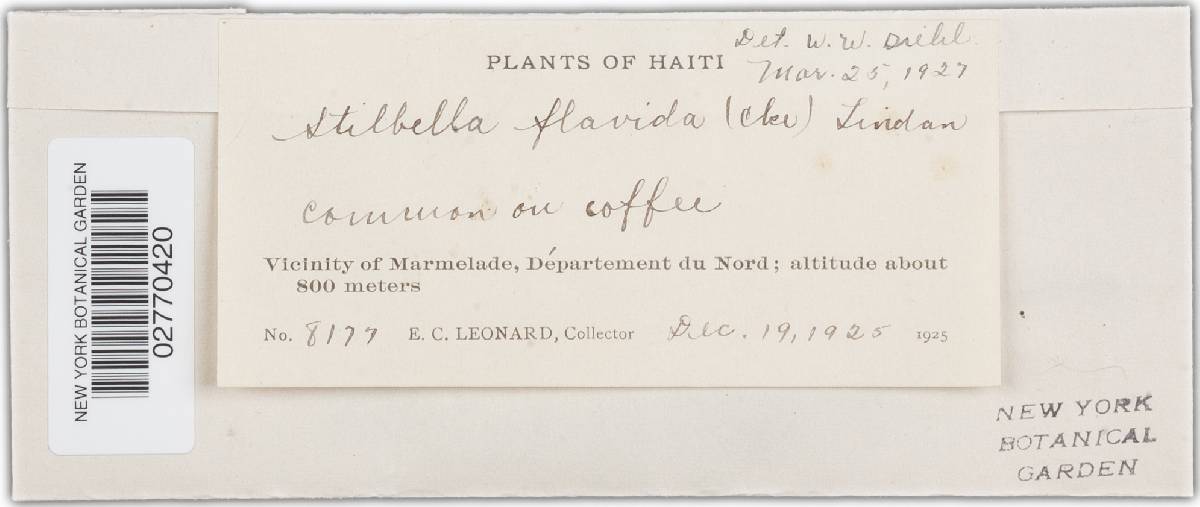 PLANTS OF HAITI
Det. W. W. Diehl.
Mar. 25, 1927
Stilbella flavida (Cke) Lindau
common on coffee
Vicinity of Marmelade, Département du Nord; altitude about
800 meters
No. 8177 E. C. LEONARD, Collector Dec. 19, 1925 1925
NEW YORK BOTANICAL GARDEN
02770420
NEW YORK
BOTANICAL
GARDEN